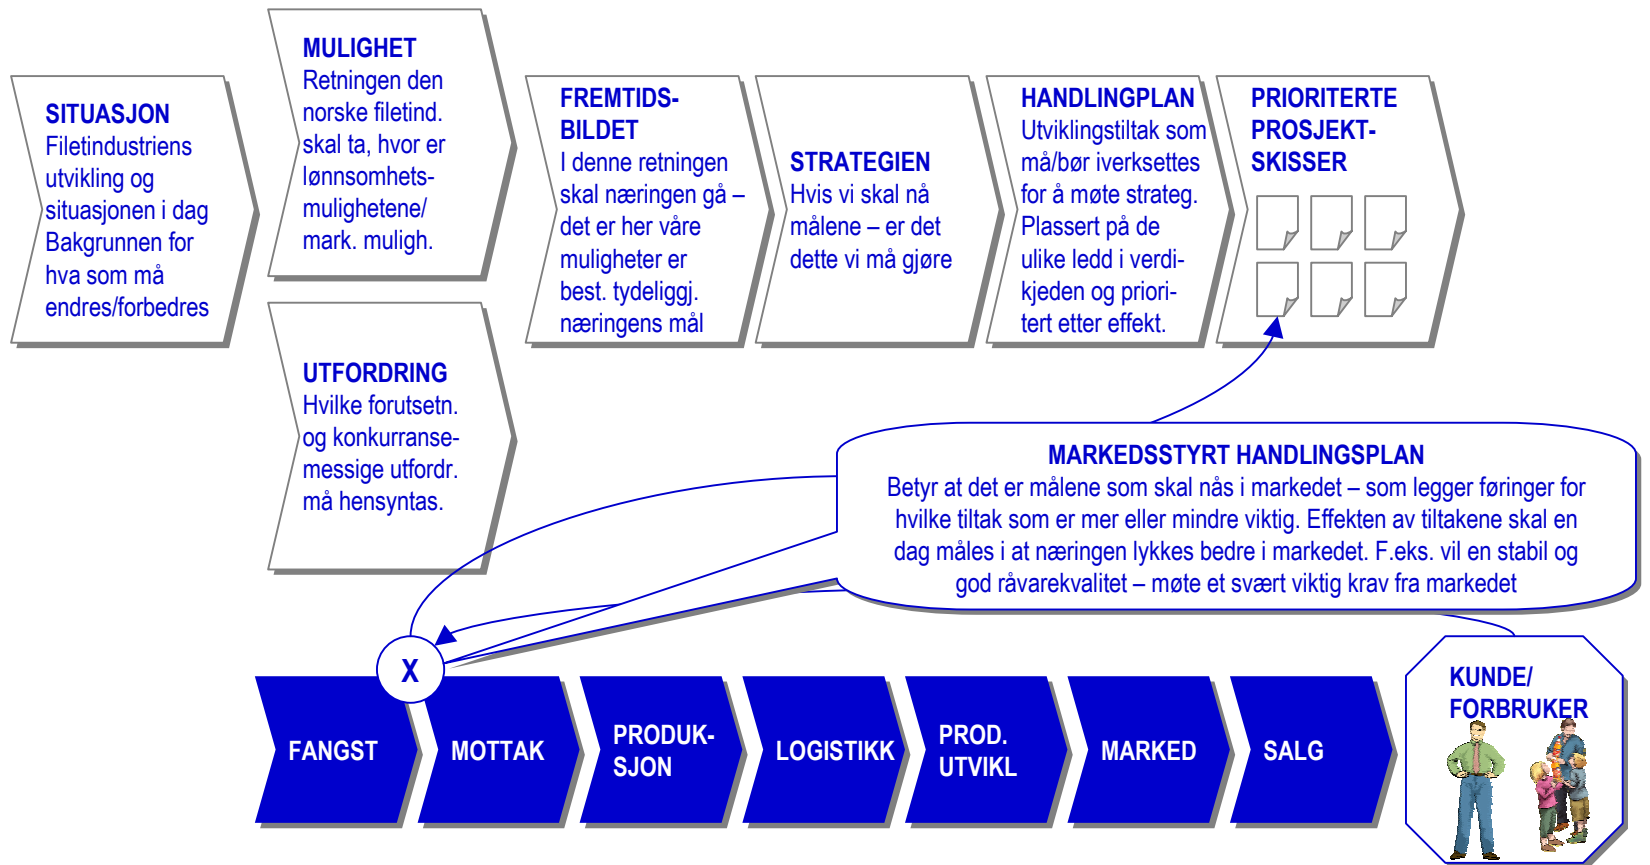 SITUASJON
Filetindustriens
utvikling og
situasjonen i dag
Bakgrunnen for
hva som må
endres/forbedres
MULIGHET
Retningen den
norske filetind.
skal ta, hvor er
lønnsomhets-
mulighetene/
mark. muligh.
UTFORDRING
Hvilke forutsetn.
og konkurranse-
messige utfordr.
må hensyntas.
FREMTIDS-
BILDET
I denne retningen
skal næringen gå –
det er her våre
muligheter er
best. tydeliggj.
næringens mål
STRATEGIEN
Hvis vi skal nå
målene – er det
dette vi må gjøre
HANDLINGPLAN
Utviklingstiltak som
må/bør iverksettes
for å møte strateg.
Plassert på de
ulike ledd i verdi-
kjeden og priori-
tert etter effekt.
PRIORITERTE
PROSJEKT-
SKISSER
MARKEDSSTYRT HANDLINGSPLAN
Betyr at det er målene som skal nås i markedet – som legger føringer for
hvilke tiltak som er mer eller mindre viktig. Effekten av tiltakene skal en
dag måles i at næringen lykkes bedre i markedet. F.eks. vil en stabil og
god råvarekvalitet – møte et svært viktig krav fra markedet
X
FANGST
MOTTAK
PRODUK-
SJON
LOGISTIKK
PROD.
UTVIKL
MARKED
SALG
KUNDE/
FORBRUKER